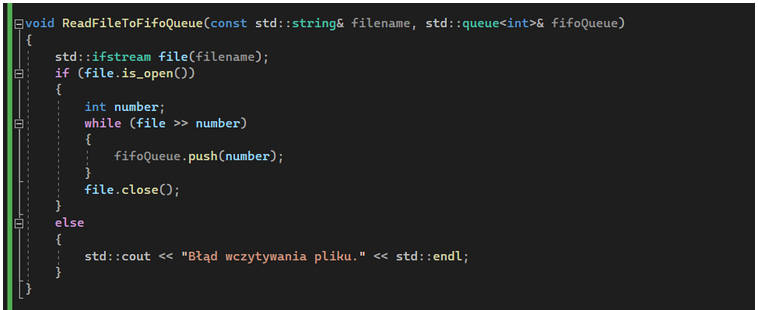 void ReadFileToFifoQueue(const std::string& filename, std::queue<int>& fifoQueue)
{
    std::ifstream file(filename);
    if (file.is_open())
    {
        int number;
        while (file >> number)
        {
            fifoQueue.push(number);
        }
        file.close();
    }
    else
    {
        std::cout << "Błąd wczytywania pliku." << std::endl;
    }
}